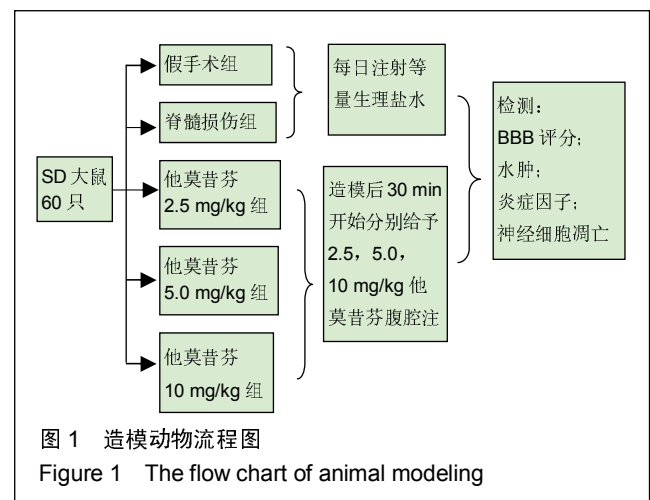 SD 大鼠
60 只
假手术组
脊髓损伤组
他莫昔芬
2.5 mg/kg 组
他莫昔芬
5.0 mg/kg 组
他莫昔芬
10 mg/kg 组
每日注射等
量生理盐水
造模后 30 min
开始分别给予
2.5，5.0，
10 mg/kg 他
莫昔芬腹腔注
检测：
BBB 评分;
水肿;
炎症因子;
神经细胞凋亡
图 1 造模动物流程图
Figure 1 The flow chart of animal modeling